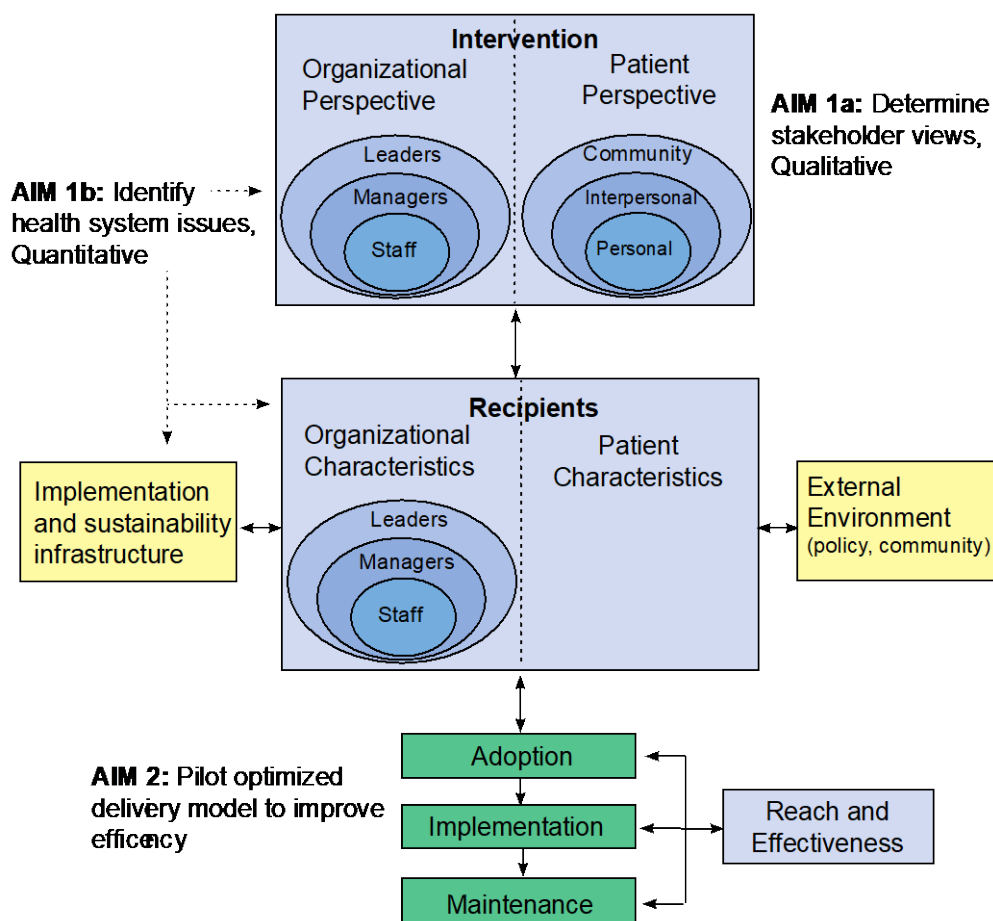 Intervention
Organizational
Perspective
Patient
Perspective
Leaders
Managers
Staff
Community
Interpersonal
Personal
AIM 1a: Determine
stakeholder views,
Qualitative
AIM 1b: Identify
health system issues,
Quantitative
Recipients
Organizational
Characteristics
Patient
Characteristics
Leaders
Managers
Staff
Implementation
and sustainability
infrastructure
External
Environment
(policy, community)
AIM 2: Pilot optimized
delivery model to improve
efficency
Adoption
Implementation
Maintenance
Reach and
Effectiveness